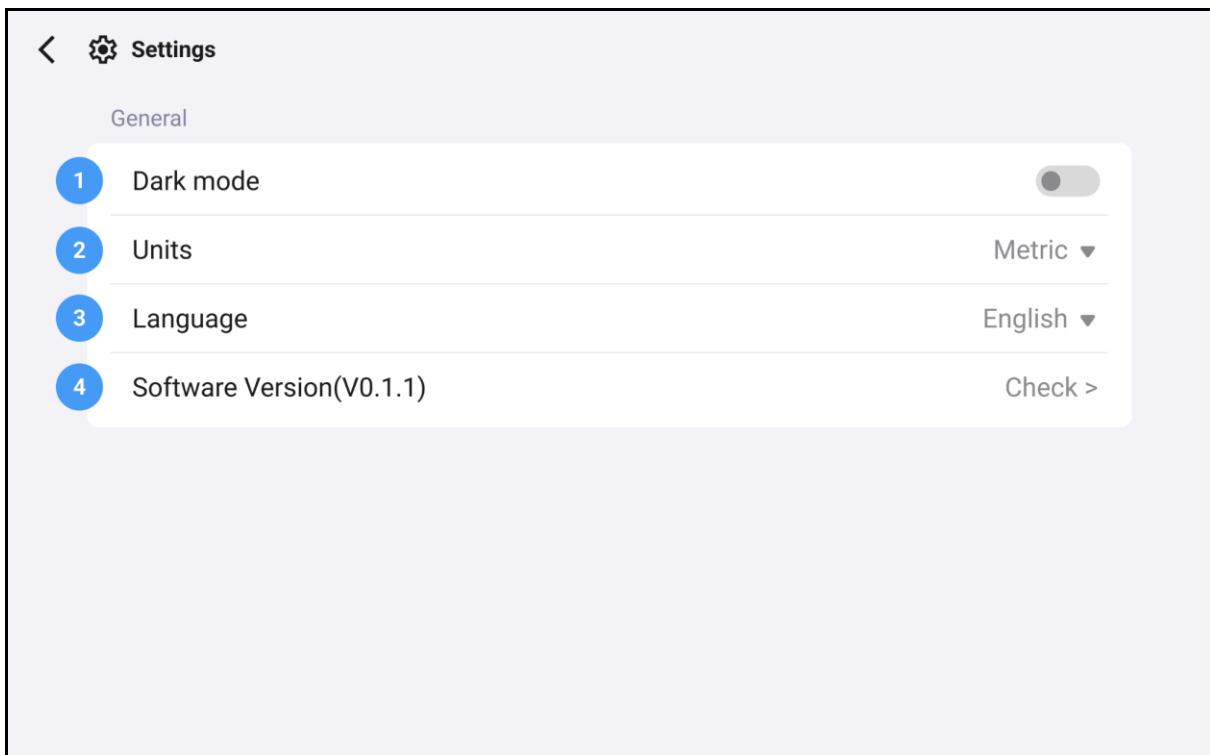 Settings
General
1 Dark mode
2 Units Metric
3 Language English
4 Software Version(V0.1.1) Check >